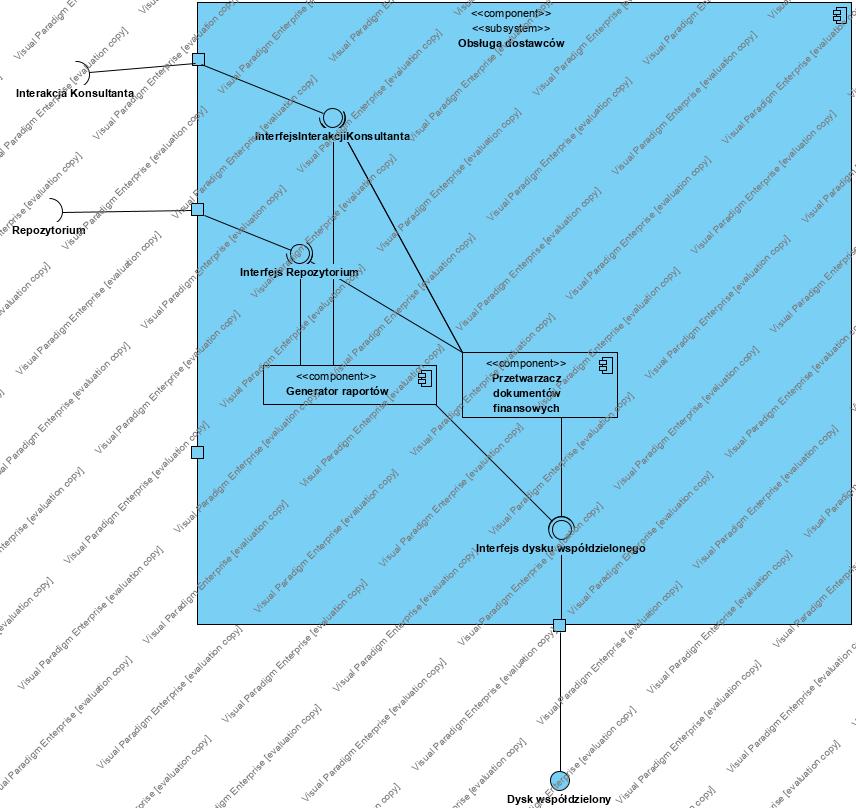 <<component>>
<<subsystem>>
Obsługa dostawców
Interakcja Konsultanta
InterfejsInterakcjiKonsultanta
Repozytorium
Interfejs Repozytorium
<<component>>
Generator raportów
<<component>>
Przetwarzacz
dokumentów
finansowych
Interfejs dysku współdzielonego
Dysk współdzielony
Visual Paradigm Enterprise [evaluation copy]